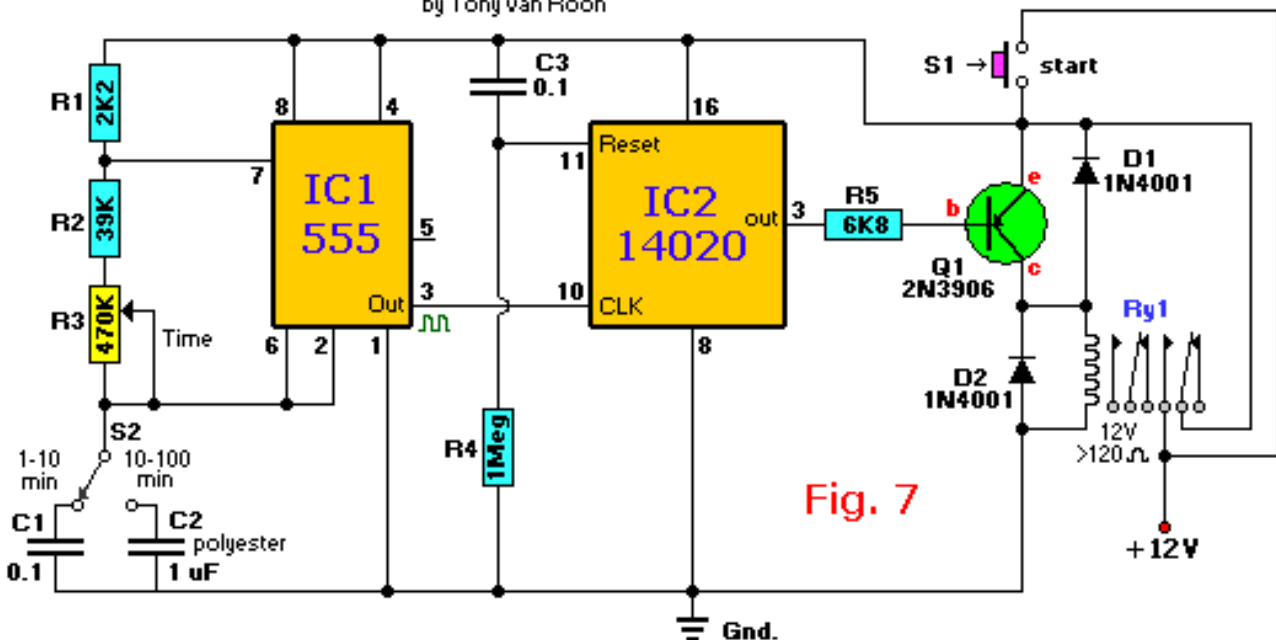 by Tony van Roon
C3
0.1
S1 →
start
R1
2K2
8
4
16
7
11
Reset
D1
1N4001
IC1
555
R2
39K
5
IC2
14020
out
3
R5
6K8
b
e
c
Q1
2N3906
R3
470K
Time
Out
3
10
CLK
Ry1
6
2
1
8
D2
1N4001
S2
1-10
min
10-100
min
R4
1Meg
12V
>120
C1
0.1
C2
polyester
1 uF
Fig. 7
+12V
Gnd.